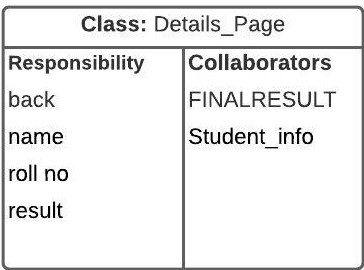 Class: Details_Page
Responsibility Collaborators
back FINALRESULT
name Student_info
roll no
result